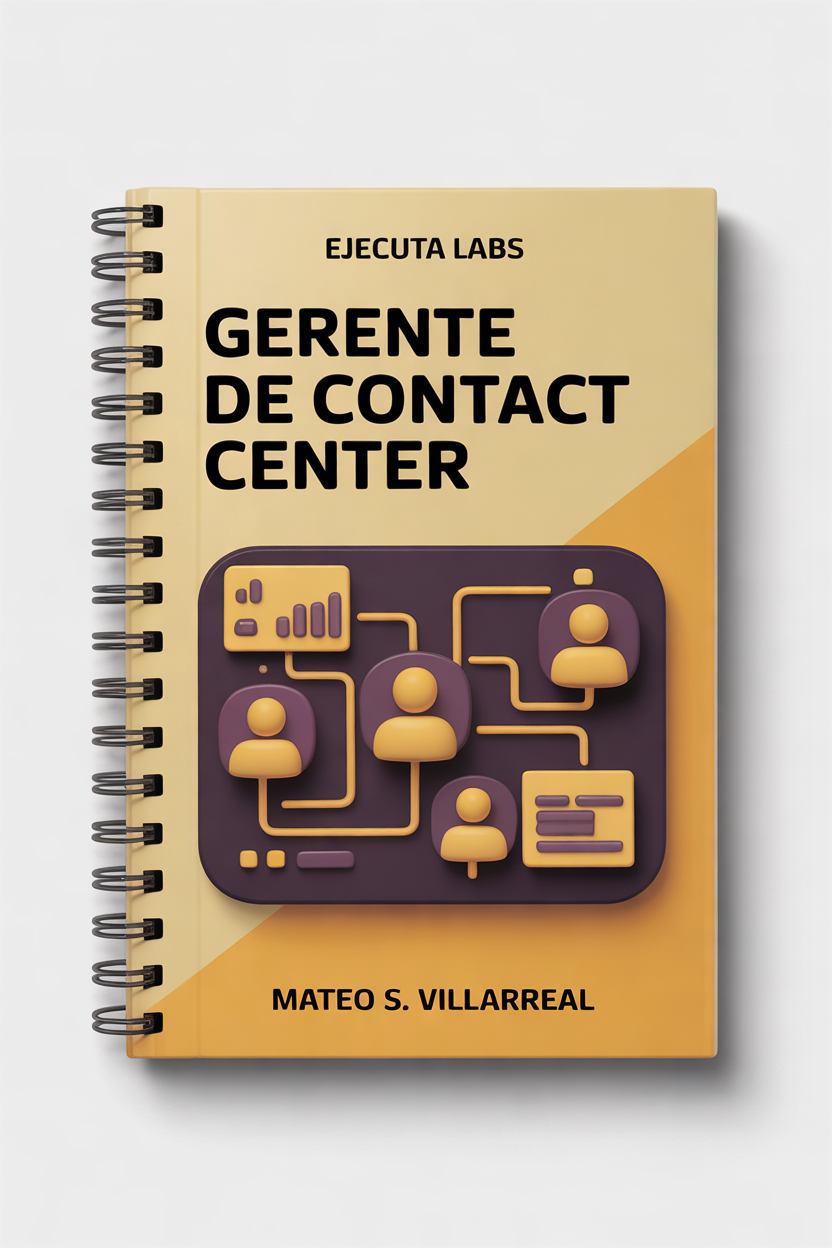 EJECUTA LABS
GERENTE
DE CONTACT
CENTER
MATEO S. VILLARREAL